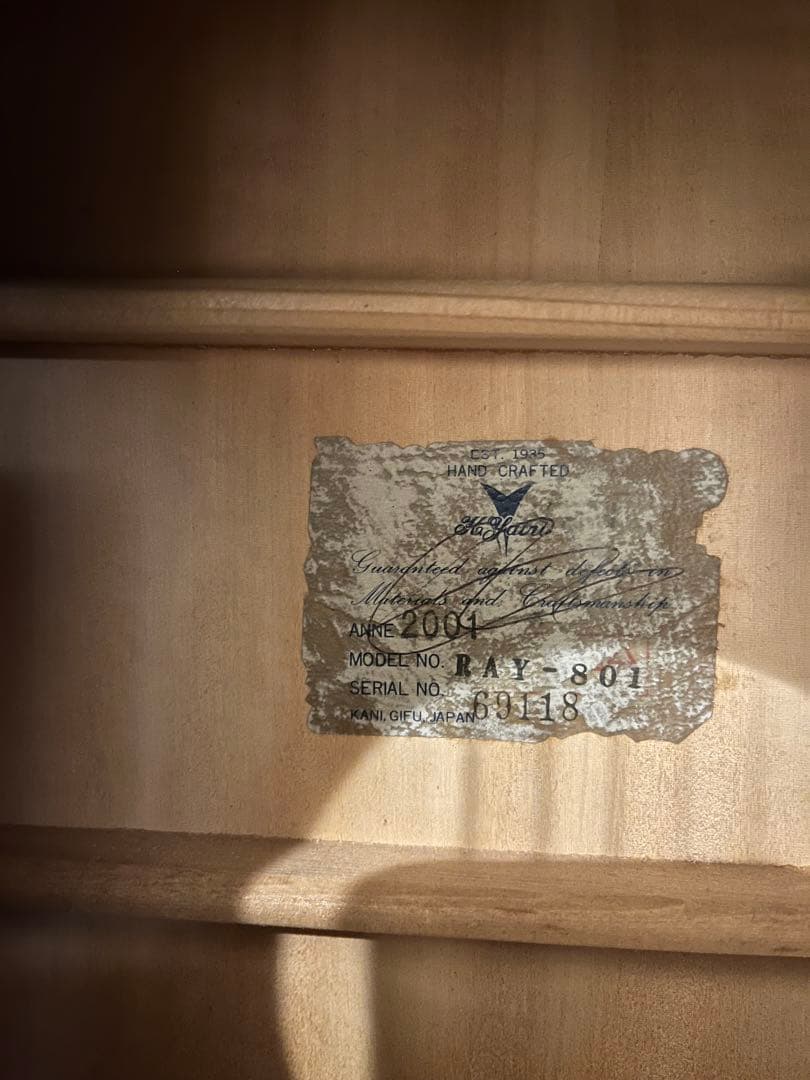 EST. 1935
HAND CRAFTED
K. Yairi
Guaranteed against defects in
Materials and Craftsmanship
ANNE 2001
MODEL NO. RAY-801
SERIAL NO. 69118
KANI, GIFU, JAPAN